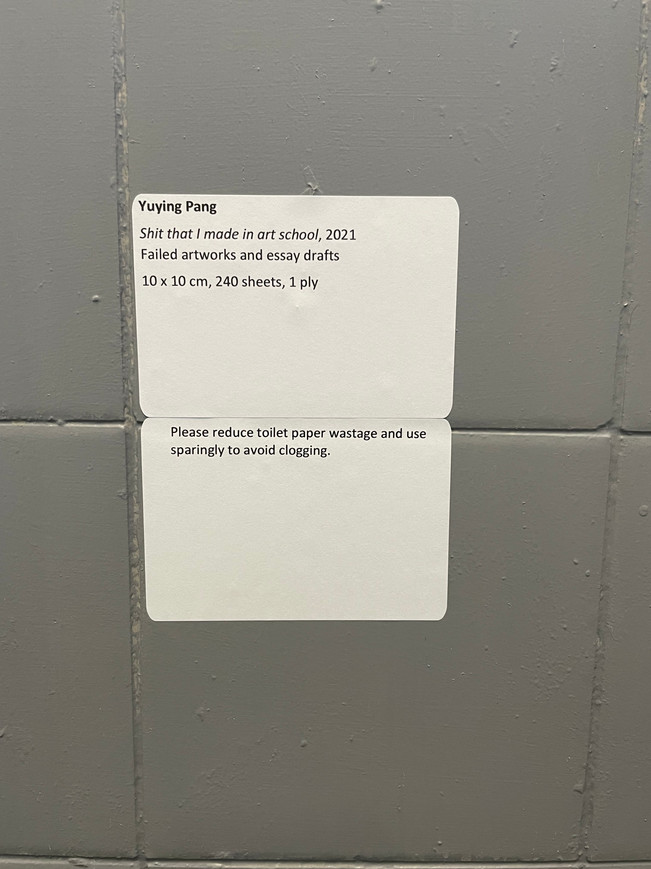 Yuying Pang
Shit that I made in art school, 2021
Failed artworks and essay drafts
10 x 10 cm, 240 sheets, 1 ply
Please reduce toilet paper wastage and use
sparingly to avoid clogging.